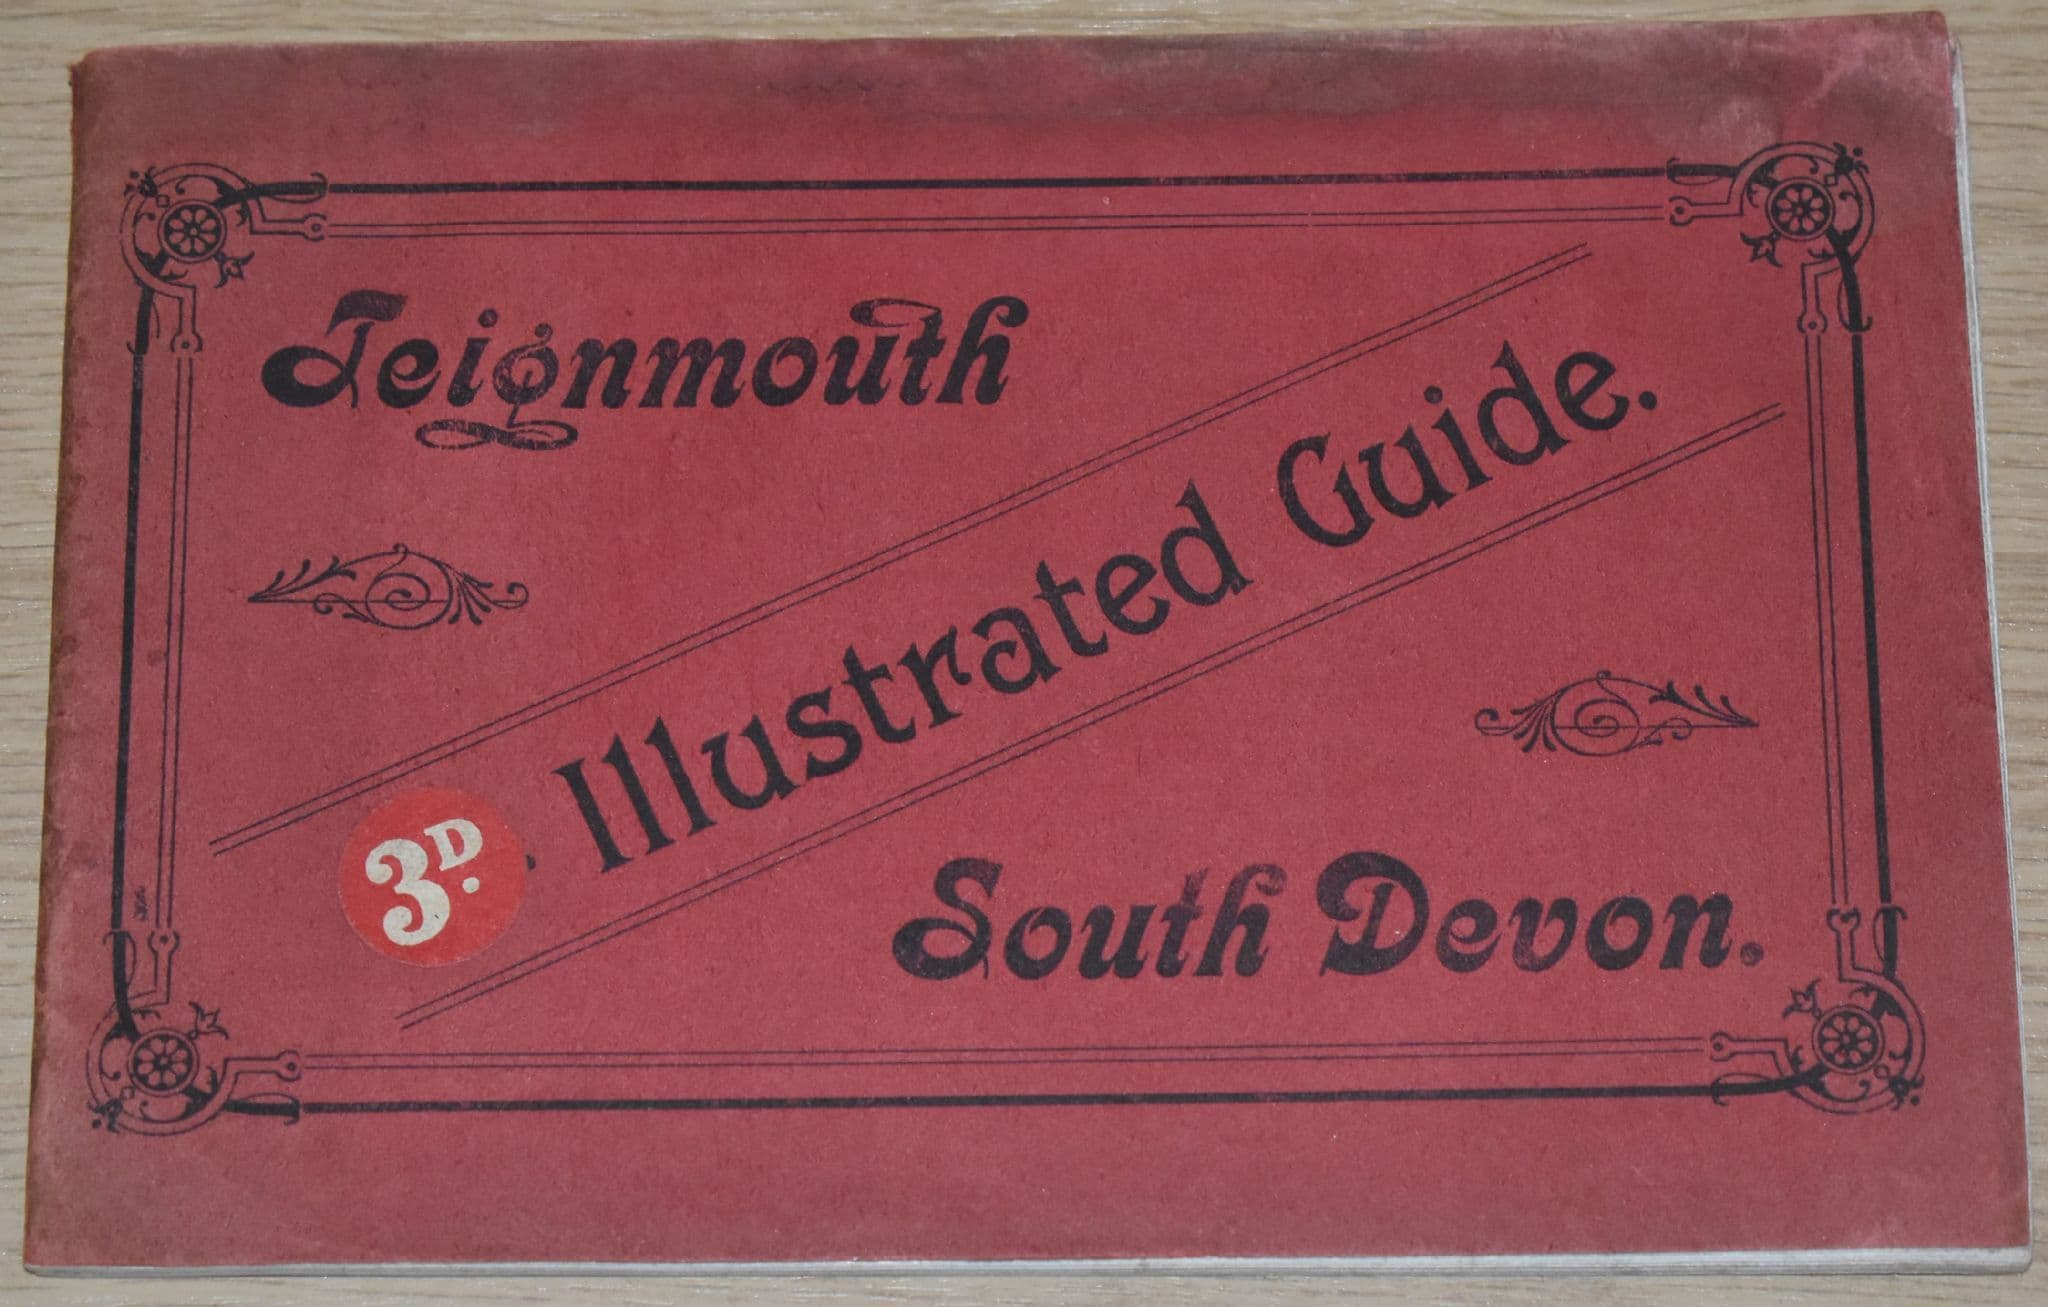 Teignmouth
3D. Illustrated Guide.
South Devon.